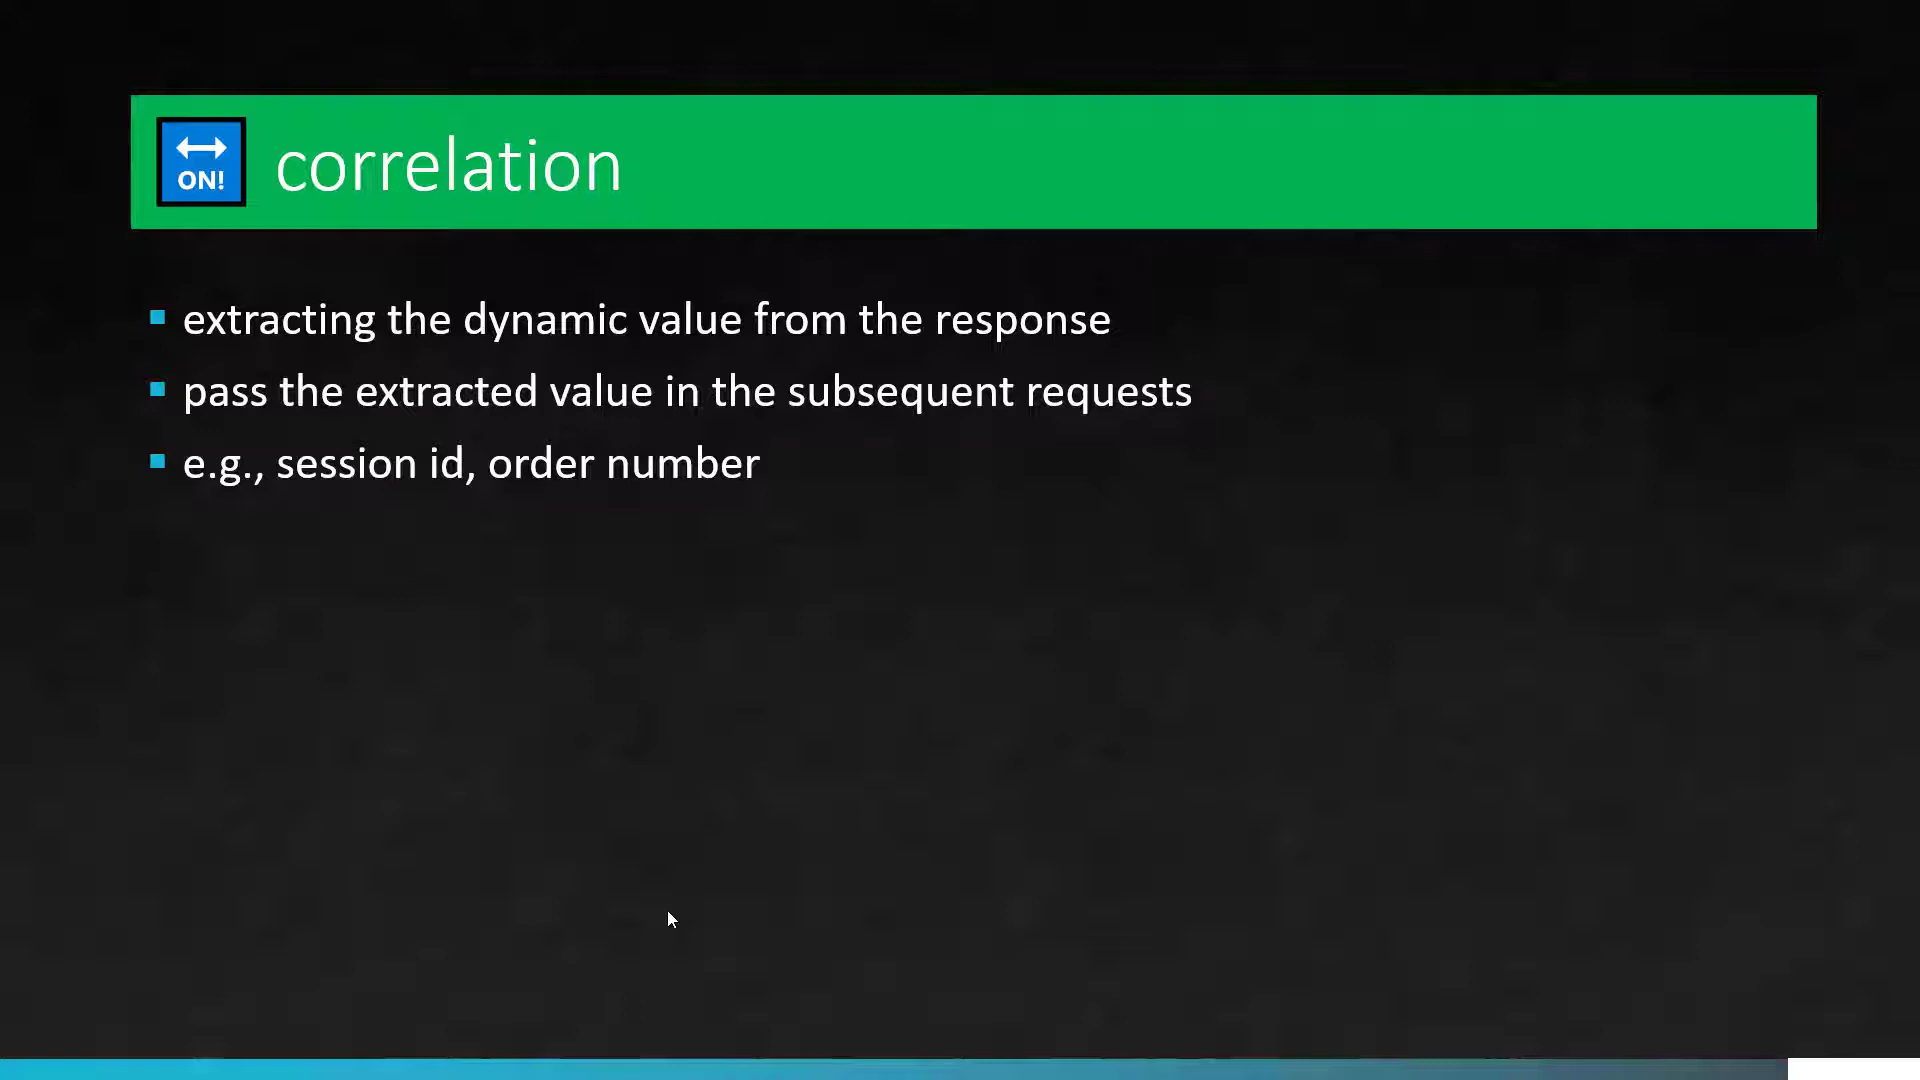 ON!
correlation
extracting the dynamic value from the response
pass the extracted value in the subsequent requests
e.g., session id, order number